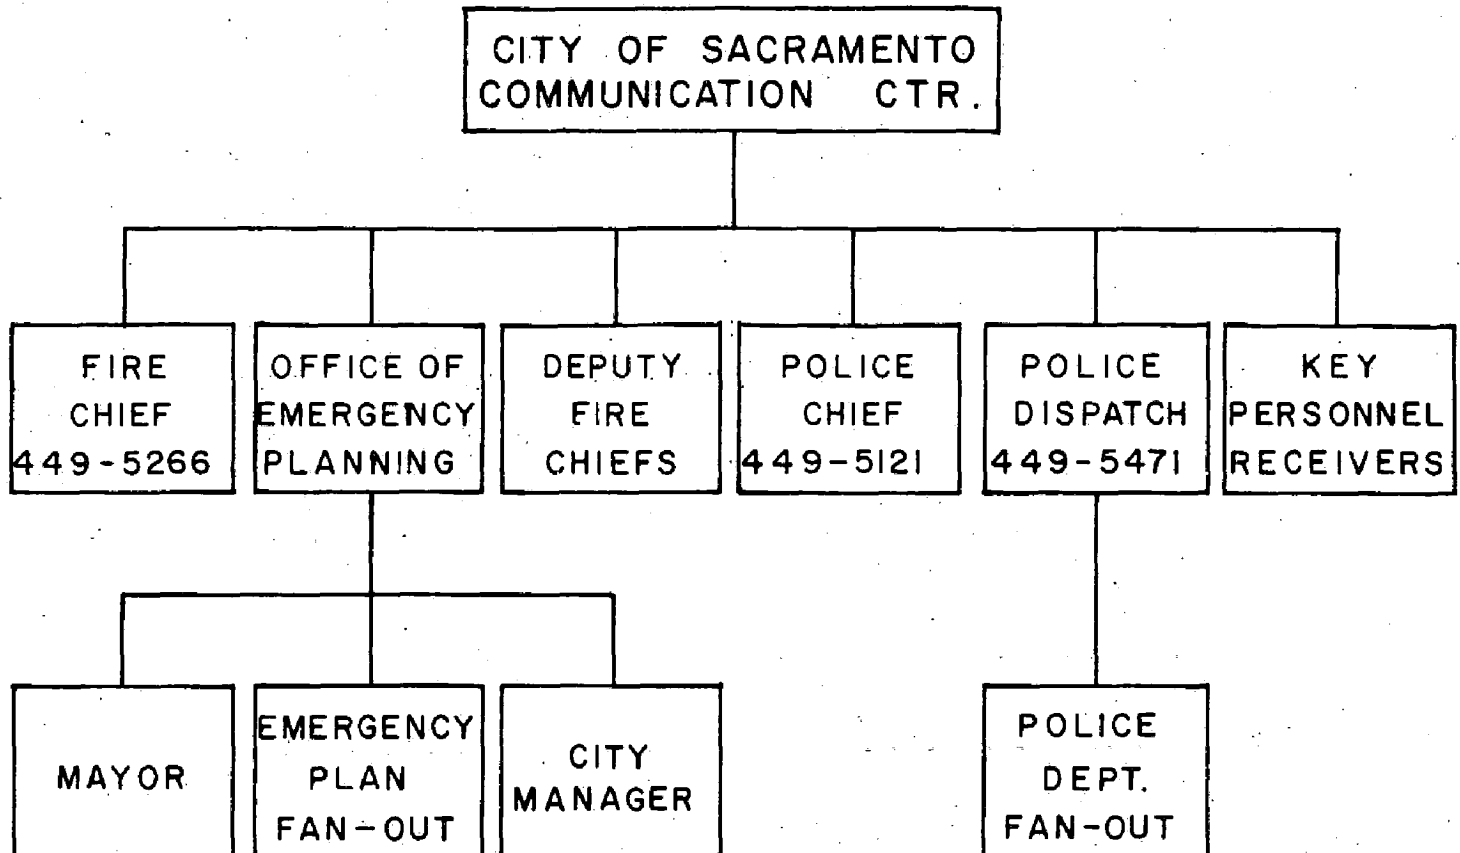 CITY OF SACRAMENTO
COMMUNICATION CTR.
FIRE
CHIEF
449-5266
OFFICE OF
EMERGENCY
PLANNING
DEPUTY
FIRE
CHIEFS
POLICE
CHIEF
449-5121
POLICE
DISPATCH
449-5471
KEY
PERSONNEL
RECEIVERS
MAYOR
EMERGENCY
PLAN
FAN-OUT
CITY
MANAGER
POLICE
DEPT.
FAN-OUT